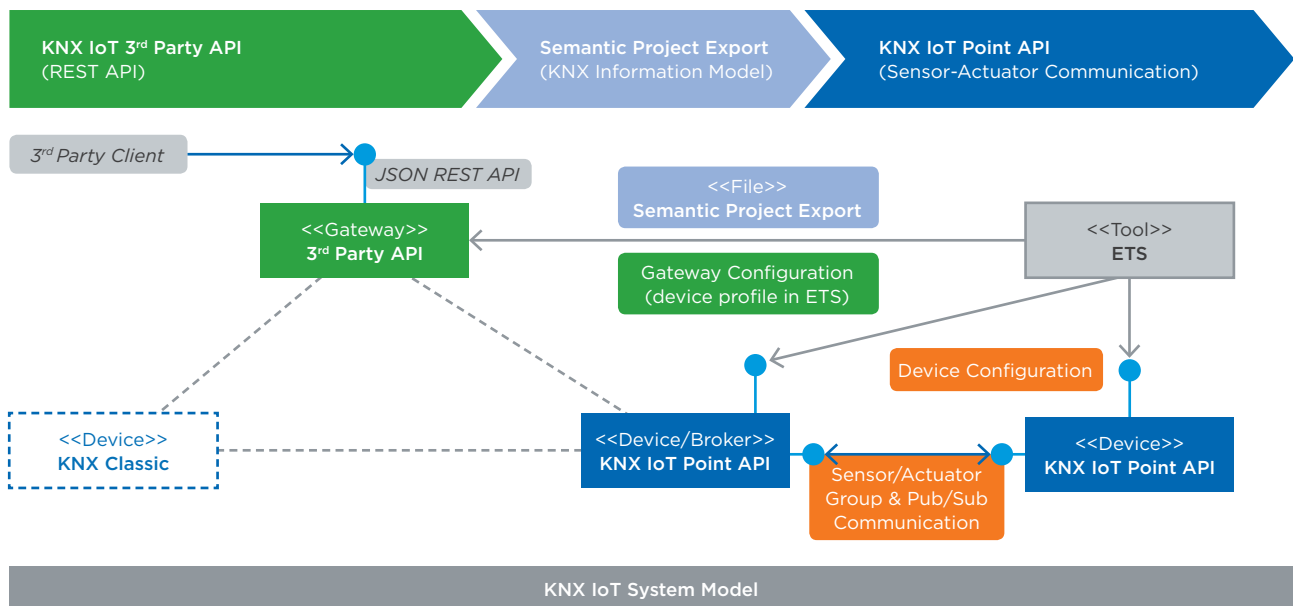 KNX IoT 3rd Party API
(REST API)
Semantic Project Export
(KNX Information Model)
KNX IoT Point API
(Sensor-Actuator Communication)
3rd Party Client
JSON REST API
<<File>>
Semantic Project Export
<<Gateway>>
3rd Party API
<<Tool>>
ETS
Gateway Configuration
(device profile in ETS)
Device Configuration
<<Device>>
KNX Classic
<<Device/Broker>>
KNX IoT Point API
<<Device>>
KNX IoT Point API
Sensor/Actuator
Group & Pub/Sub
Communication
KNX IoT System Model